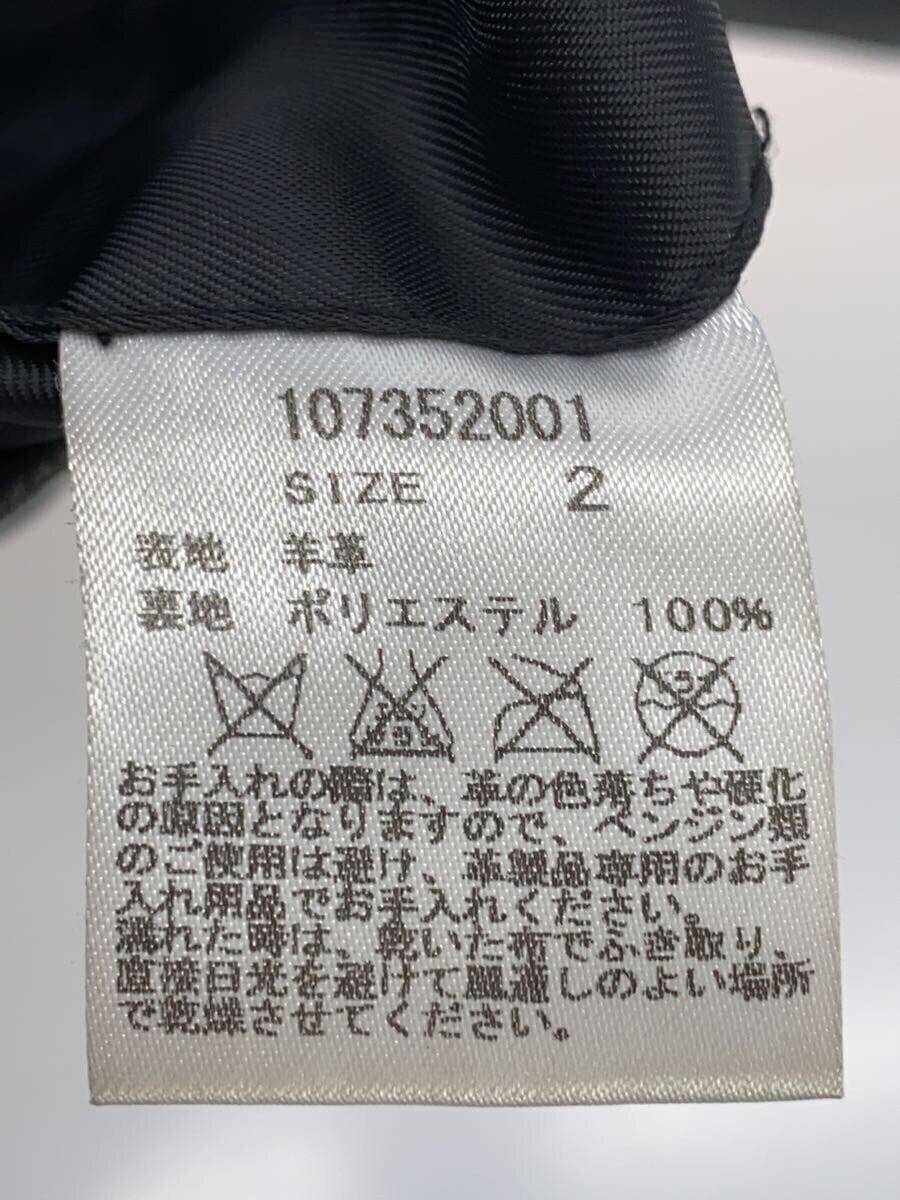 107352001
SIZE 2
表地 羊革
裏地 ポリエステル 100%
お手入れの際は、革の色落ちや硬化
の原因となりますので、ベンジン類
のご使用は避け、革製品専用のお手
入れ用品でお手入れください。
濡れた時は、乾いた布でふき取り、
直接日光を避けて風通しのよい場所
で乾燥させてください。